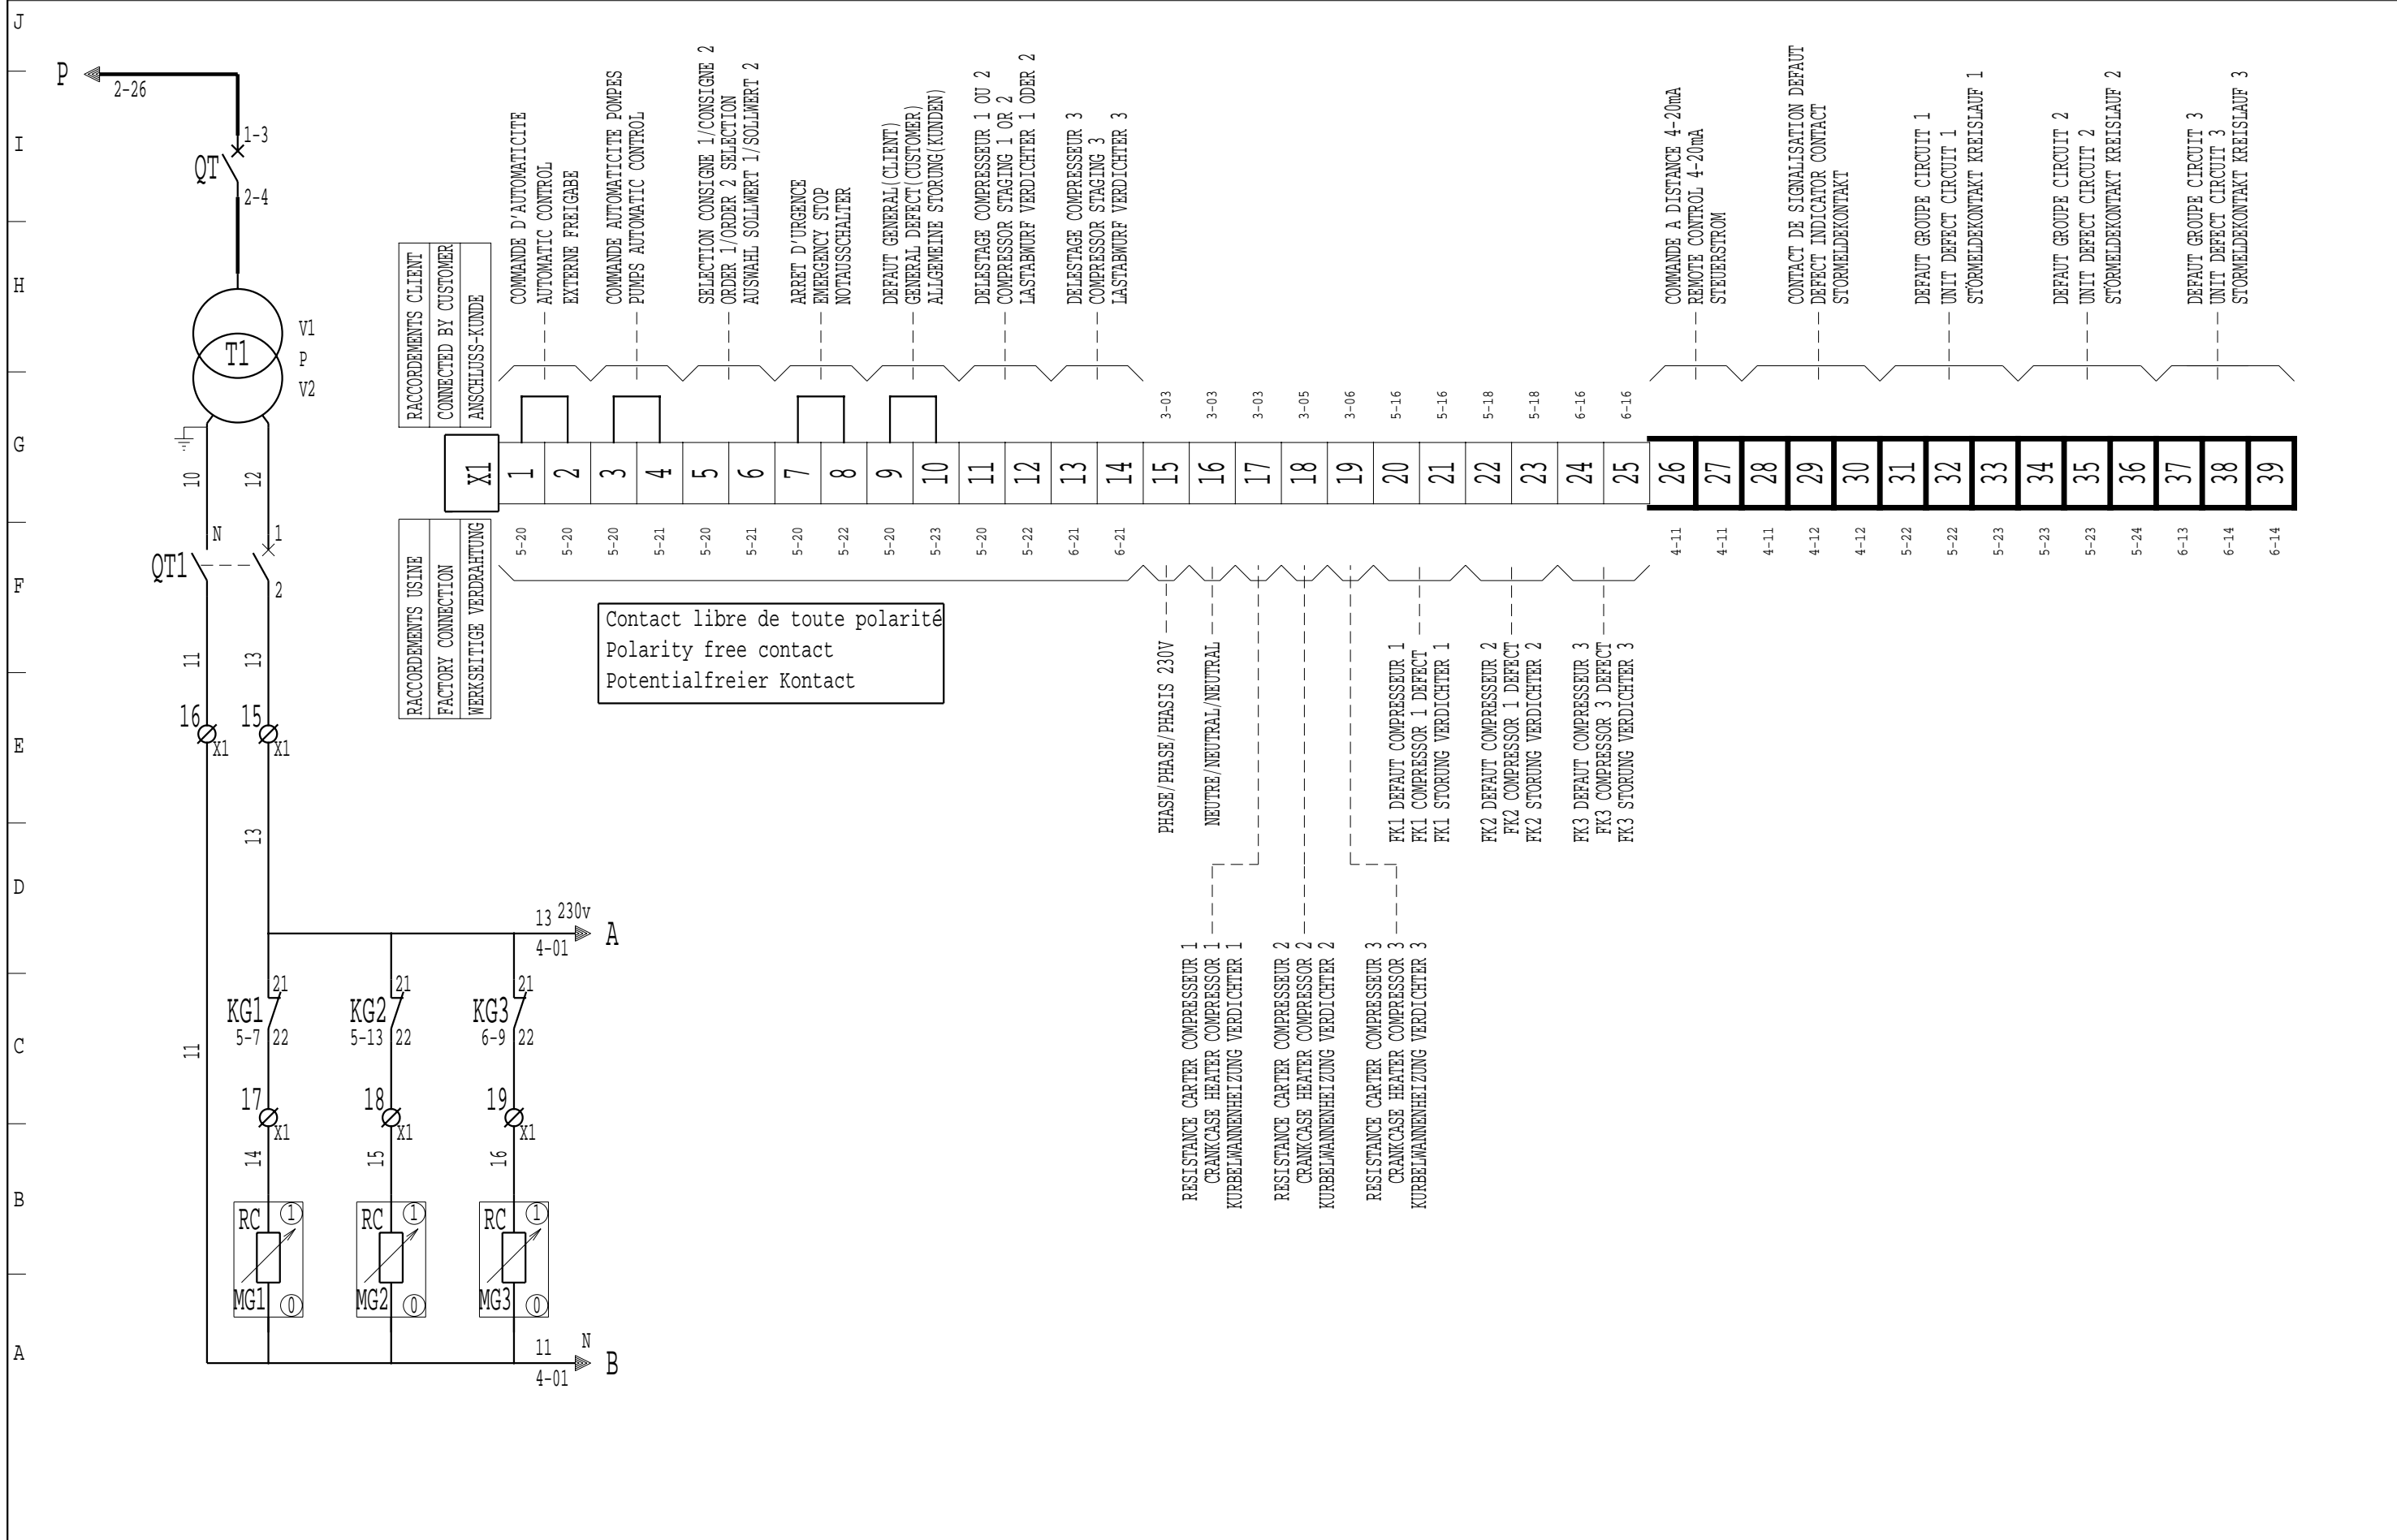 J
I
H
G
F
E
D
C
B
A
P
2-26
1-3
QT
2-4
T1
V1
P
V2
10
12
N
1
QT1
2
11
13
16
X1
15
X1
13
11
13
230v
4-01
A
KG1
5-7
21
22
KG2
5-13
21
22
KG3
6-9
21
22
17
X1
18
X1
19
X1
14
15
16
RC
1
MG1
0
RC
1
MG2
0
RC
1
MG3
0
11
N
4-01
B
RACCORDEMENTS CLIENT
CONNECTED BY CUSTOMER
ANSCHLUSS-KUNDE
COMMANDE D'AUTOMATICITE
AUTOMATIC CONTROL
EXTERNE FREIGABE
COMMANDE AUTOMATICITE POMPES
PUMPS AUTOMATIC CONTROL
SELECTION CONSIGNE 1/CONSIGNE 2
ORDER 1/ORDER 2 SELECTION
AUSWAHL SOLLWERT 1/SOLLWERT 2
ARRET D'URGENCE
EMERGENCY STOP
NOTAUSSCHALTER
DEFAUT GENERAL(CLIENT)
GENERAL DEFECT(CUSTOMER)
ALLGEMEINE STORUNG(KUNDEN)
DELESTAGE COMPRESSEUR 1 OU 2
COMPRESSOR STAGING 1 OR 2
LASTABWURF VERDICHTER 1 ODER 2
DELESTAGE COMPRESSEUR 3
COMPRESSOR STAGING 3
LASTABWURF VERDICHTER 3
COMMANDE A DISTANCE 4-20mA
REMOTE CONTROL 4-20mA
STEUERSTROM
CONTACT DE SIGNALISATION DEFAUT
DEFECT INDICATOR CONTACT
STORMELDEKONTAKT
DEFAUT GROUPE CIRCUIT 1
UNIT DEFECT CIRCUIT 1
STÖRMELDEKONTAKT KREISLAUF 1
DEFAUT GROUPE CIRCUIT 2
UNIT DEFECT CIRCUIT 2
STÖRMELDEKONTAKT KREISLAUF 2
DEFAUT GROUPE CIRCUIT 3
UNIT DEFECT CIRCUIT 3
STORMELDEKONTAKT KREISLAUF 3
3-03
3-03
3-03
3-05
3-06
5-16
5-16
5-18
5-18
6-16
6-16
X1
1
2
3
4
5
6
7
8
9
10
11
12
13
14
15
16
17
18
19
20
21
22
23
24
25
26
27
28
29
30
31
32
33
34
35
36
37
38
39
RACCORDEMENTS USINE
FACTORY CONNECTION
WERKSEITIGE VERDRAHTUNG
5-20
5-20
5-20
5-21
5-20
5-21
5-20
5-22
5-20
5-23
5-20
5-22
6-21
6-21
4-11
4-11
4-11
4-12
4-12
5-22
5-22
5-23
5-23
5-23
5-24
6-13
6-14
6-14
Contact libre de toute polarité
Polarity free contact
Potentialfreier Kontact
PHASE/PHASE/PHASIS 230V
NEUTRE/NEUTRAL/NEUTRAL
FK1 DEFAUT COMPRESSEUR 1
FK1 COMPRESSOR 1 DEFECT
FK1 STORUNG VERDICHTER 1
FK2 DEFAUT COMPRESSEUR 2
FK2 COMPRESSOR 1 DEFECT
FK2 STORUNG VERDICHTER 2
FK3 DEFAUT COMPRESSEUR 3
FK3 COMPRESSOR 3 DEFECT
FK3 STORUNG VERDICHTER 3
RESISTANCE CARTER COMPRESSEUR 1
CRANKCASE HEATER COMPRESSOR 1
KURBELWANNENHEIZUNG VERDICHTER 1
RESISTANCE CARTER COMPRESSEUR 2
CRANKCASE HEATER COMPRESSOR 2
KURBELWANNENHEIZUNG VERDICHTER 2
RESISTANCE CARTER COMPRESSEUR 3
CRANKCASE HEATER COMPRESSOR 3
KURBELWANNENHEIZUNG VERDICHTER 3